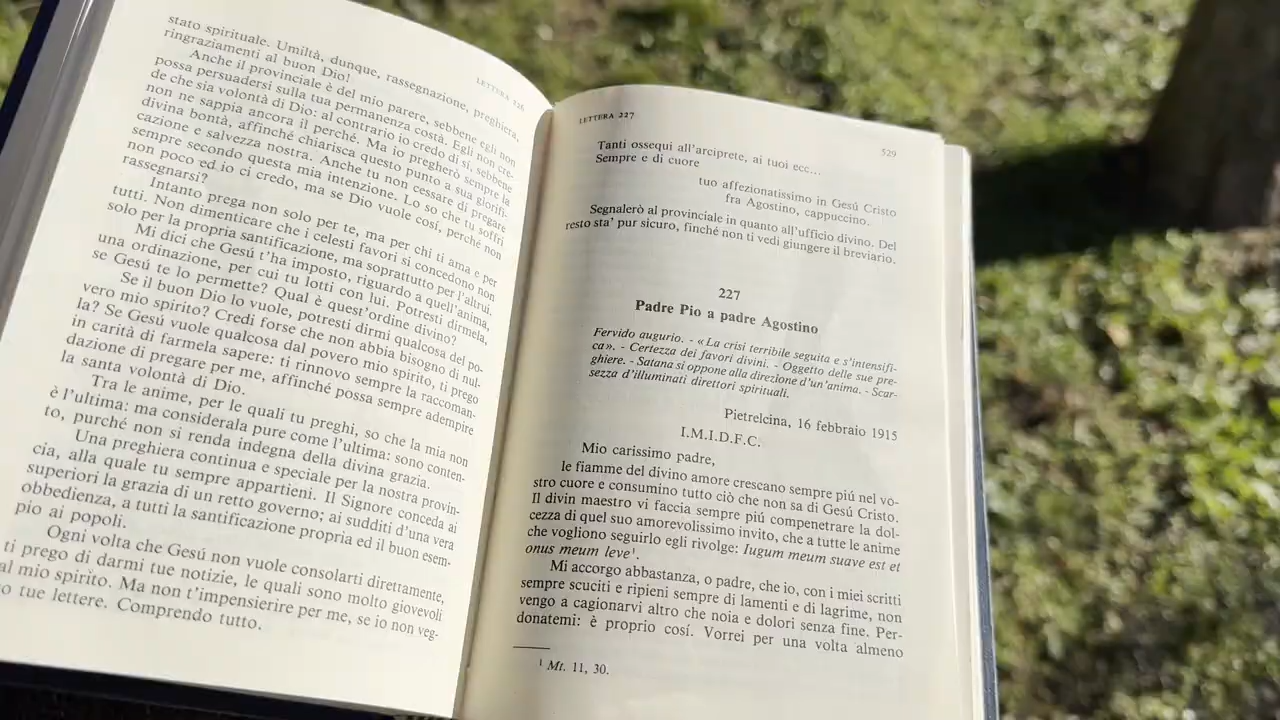 LETTERA 226
stato spirituale. Umiltà, dunque, rassegnazione, preghiera,
ringraziamenti al buon Dio!
Anche il provinciale è del mio parere, sebbene egli non
possa persuadersi sulla tua permanenza costà. Egli non cre-
de che sia volontà di Dio: al contrario io credo di sí, sebbene
non ne sappia ancora il perché. Ma io pregherò sempre la
divina bontà, affinché chiarisca questo punto a sua glorifi-
cazione e salvezza nostra. Anche tu non cessare di pregare
sempre secondo questa mia intenzione. Lo so che tu soffri
non poco ed io ci credo, ma se Dio vuole cosí, perché non
rassegnarsi?
Intanto prega non solo per te, ma per chi ti ama e per
tutti. Non dimenticare che i celesti favori si concedono non
solo per la propria santificazione, ma soprattutto per l'altrui.
Mi dici che Gesú t'ha imposto, riguardo a quell'anima,
una ordinazione, per cui tu lotti con lui. Potresti dirmela,
se Gesú te lo permette? Qual è quest'ordine divino?
Se il buon Dio lo vuole, potresti dirmi qualcosa del po-
vero mio spirito? Credi forse che non abbia bisogno di nul-
la? Se Gesú vuole qualcosa dal povero mio spirito, ti prego
in carità di farmela sapere: ti rinnovo sempre la raccoman-
dazione di pregare per me, affinché possa sempre adempire
la santa volontà di Dio.
Tra le anime, per le quali tu preghi, so che la mia non
è l'ultima: ma considerala pure come l'ultima: sono conten-
to, purché non si renda indegna della divina grazia.
Una preghiera continua e speciale per la nostra provin-
cia, alla quale tu sempre appartieni. Il Signore conceda ai
superiori la grazia di un retto governo; ai sudditi d'una vera
obbedienza, a tutti la santificazione propria ed il buon esem-
pio ai popoli.
Ogni volta che Gesú non vuole consolarti direttamente,
ti prego di darmi tue notizie, le quali sono molto giovevoli
al mio spirito. Ma non t'impensierire per me, se io non veg-
o tue lettere. Comprendo tutto.
LETTERA 227
529
Tanti ossequi all'arciprete, ai tuoi ecc...
Sempre e di cuore
tuo affezionatissimo in Gesú Cristo
fra Agostino, cappuccino.
Segnalerò al provinciale in quanto all'ufficio divino. Del
resto sta' pur sicuro, finché non ti vedi giungere il breviario.
227
Padre Pio a padre Agostino
Fervido augurio. - « La crisi terribile seguita e s'intensifi-
ca ». - Certezza dei favori divini. - Oggetto delle sue pre-
ghiere. - Satana si oppone alla direzione d'un'anima. - Scar-
sezza d'illuminati direttori spirituali.
Pietrelcina, 16 febbraio 1915
I.M.I.D.F.C.
Mio carissimo padre,
le fiamme del divino amore crescano sempre piú nel vo-
stro cuore e consumino tutto ciò che non sa di Gesú Cristo.
Il divin maestro vi faccia sempre piú compenetrare la dol-
cezza di quel suo amorevolissimo invito, che a tutte le anime
che vogliono seguirlo egli rivolge: Iugum meum suave est et
onus meum leve¹.
Mi accorgo abbastanza, o padre, che io, con i miei scritti
sempre scuciti e ripieni sempre di lamenti e di lagrime, non
vengo a cagionarvi altro che noia e dolori senza fine. Per-
donatemi: è proprio cosí. Vorrei per una volta almeno
¹ Mt. 11, 30.